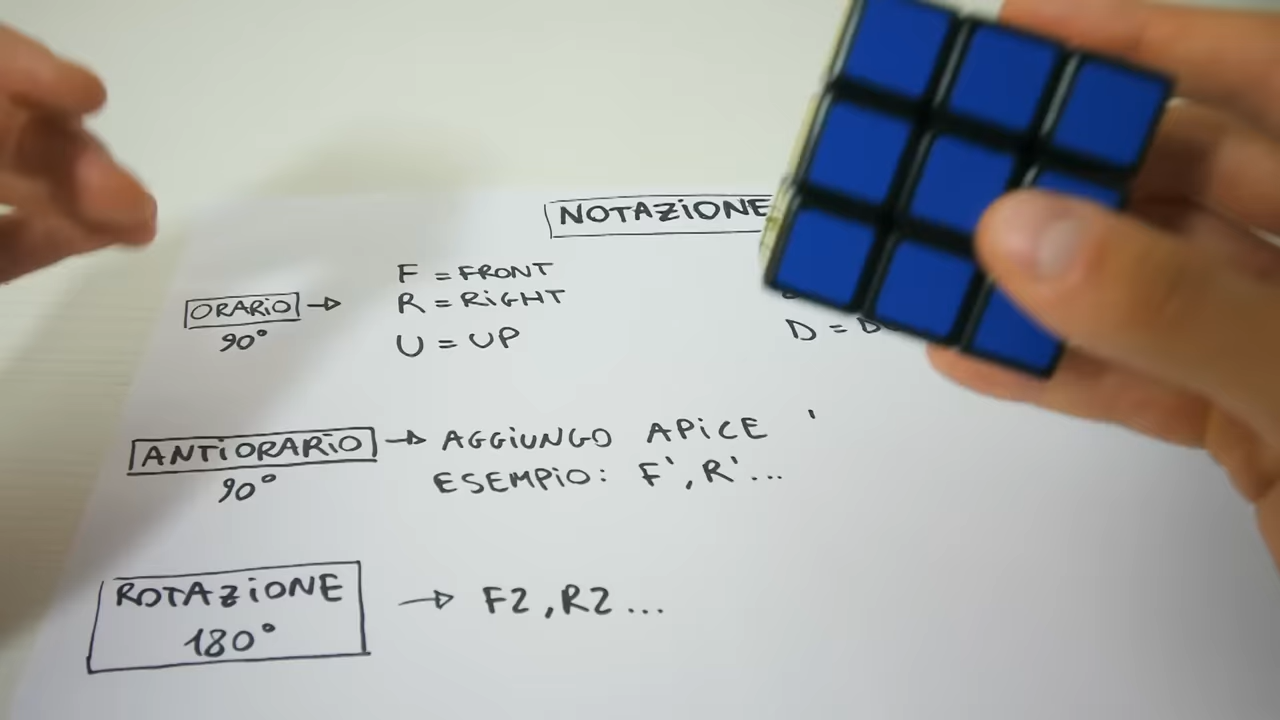 NOTAZIONE
ORARIO → F = FRONT
90° R = RIGHT
U = UP D =
ANTIORARIO → AGGIUNGO APICE '
90° ESEMPIO: F', R'...
ROTAZIONE → F2, R2...
180°